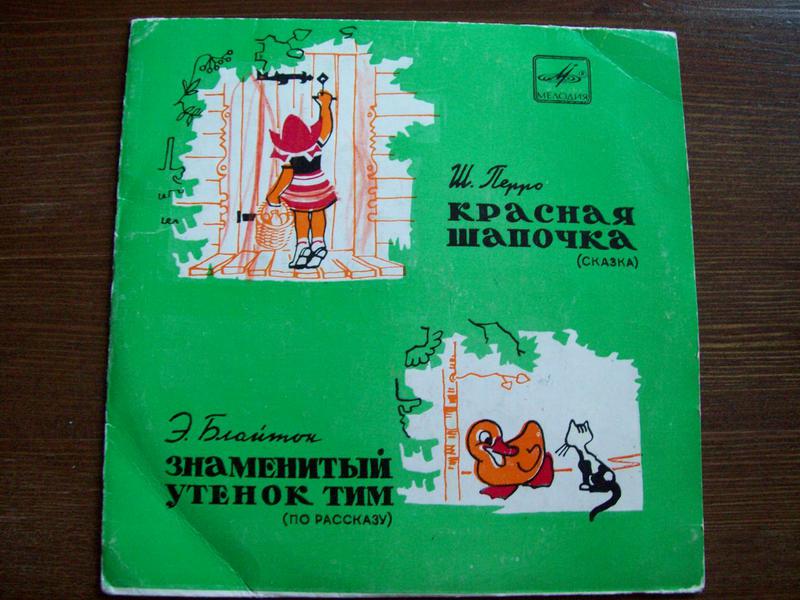 МЕЛОДИЯ
Ш. Перро
КРАСНАЯ
ШАПОЧКА
(СКАЗКА)
Э. Блайтон
ЗНАМЕНИТЫЙ
УТЕНОК ТИМ
(ПО РАССКАЗУ)